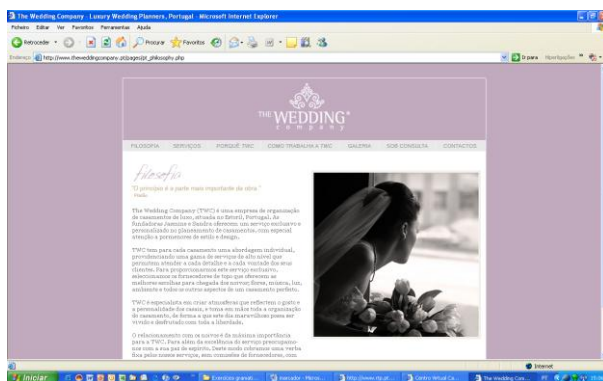 The Wedding Company - Luxury Wedding Planners, Portugal - Microsoft Internet Explorer
Ficheiro Editar Ver Favoritos Ferramentas Ajuda
Retroceder Procurar Favoritos
Endereço http://www.theweddingcompany.pt/pages/pt_philosophy.php Ir para Hiperligações
THE WEDDING
company
FILOSOFIA SERVIÇOS PORQUÊ TWC COMO TRABALHA A TWC GALERIA SOB CONSULTA CONTACTOS
filosofia
"O princípio é a parte mais importante da obra."
The Wedding Company (TWC) é uma empresa de organização
de casamentos de luxo, situada no Estoril, Portugal. As
fundadoras Jasmine e Sandra oferecem um serviço exclusivo e
personalizado no planeamento de casamentos, com especial
atenção a pormenores de estilo e design.
TWC tem para cada casamento uma abordagem individual,
providenciando uma gama de serviços de alto nível que
permitem atender a cada detalhe e a cada vontade dos seus
clientes. Para proporcionarmos este serviço exclusivo,
seleccionamos os fornecedores de topo que oferecem as
melhores escolhas para chegada dos noivos; flores, música, luz,
ambiente e todos os outros aspectos de um casamento perfeito.
TWC é especialista em criar atmosferas que reflectem o gosto e
a personalidade dos casais, e toma em mãos toda a organização
do casamento, de forma a que este dia maravilhoso possa ser
vivido e desfrutado com toda a liberdade.
O relacionamento com os noivos é de máxima importância
para a TWC. Para além da excelência do serviço preocupamo-
nos com a sua paz de espírito. Deste modo cobramos uma verba
fixa pelos nossos serviços, sem comissões de fornecedores, com
Internet
Iniciar The Wedding Com... PT